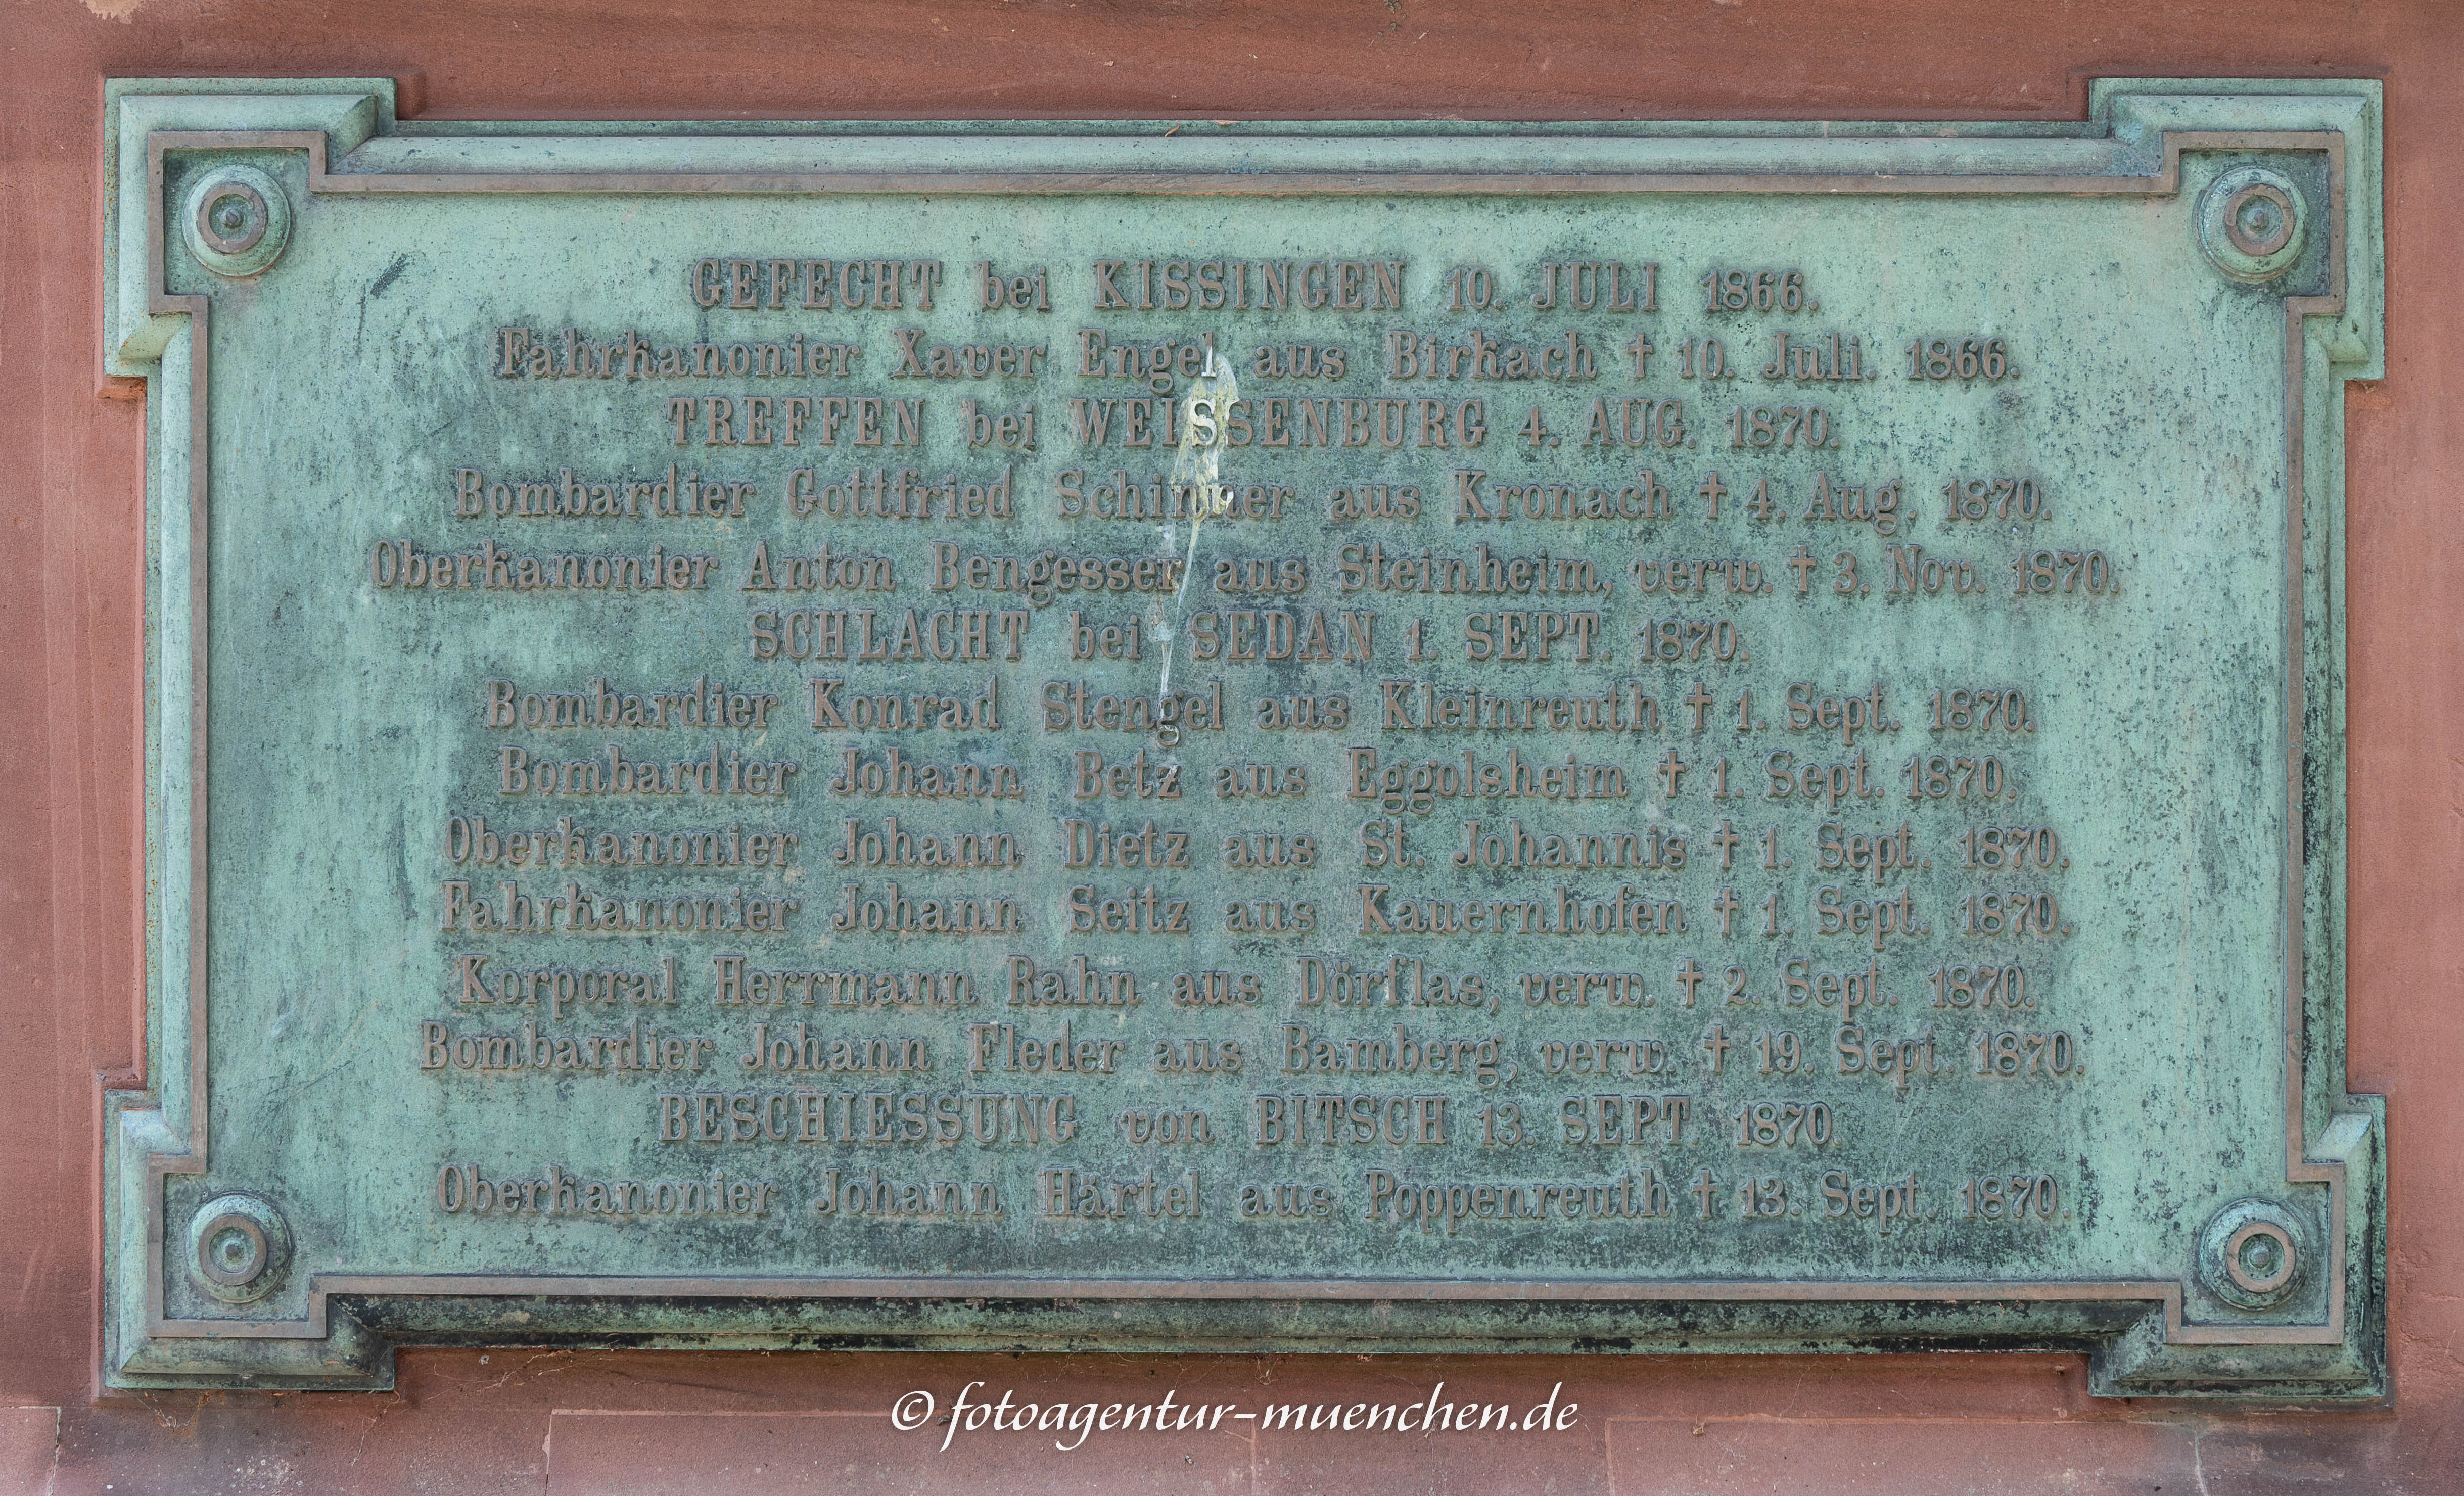 GEFECHT bei KISSINGEN 10. JULI 1866.
Fahrkanonier Xaver Engel aus Birkach † 10. Juli. 1866.
TREFFEN bei WEISSENBURG 4. AUG. 1870.
Bombardier Gottfried aus Kronach † 4. Aug. 1870.
Oberkanonier Anton Bengesser aus Steinheim, verw. † 3. Nov. 1870.
SCHLACHT bei SEDAN 1. SEPT. 1870.
Bombardier Konrad Stengel aus Kleinreuth † 1. Sept. 1870.
Bombardier Johann Betz aus Eggolsheim † 1. Sept. 1870.
Oberkanonier Johann Dietz aus St. Johannis † 1. Sept. 1870.
Fahrkanonier Johann Seitz aus Kauernhofen † 1. Sept. 1870.
Korporal Herrmann Rahn aus Dörflas, verw. † 2. Sept. 1870.
Bombardier Johann Fleder aus Bamberg, verw. † 19. Sept. 1870.
BESCHIESSUNG von BITSCH 13. SEPT. 1870.
Oberkanonier Johann Härtel aus Poppenreuth † 13. Sept. 1870.
© fotoagentur-muenchen.de